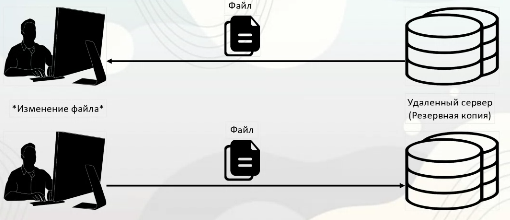 Файл
*Изменение файла*
Удаленный сервер
(Резервная копия)
Файл